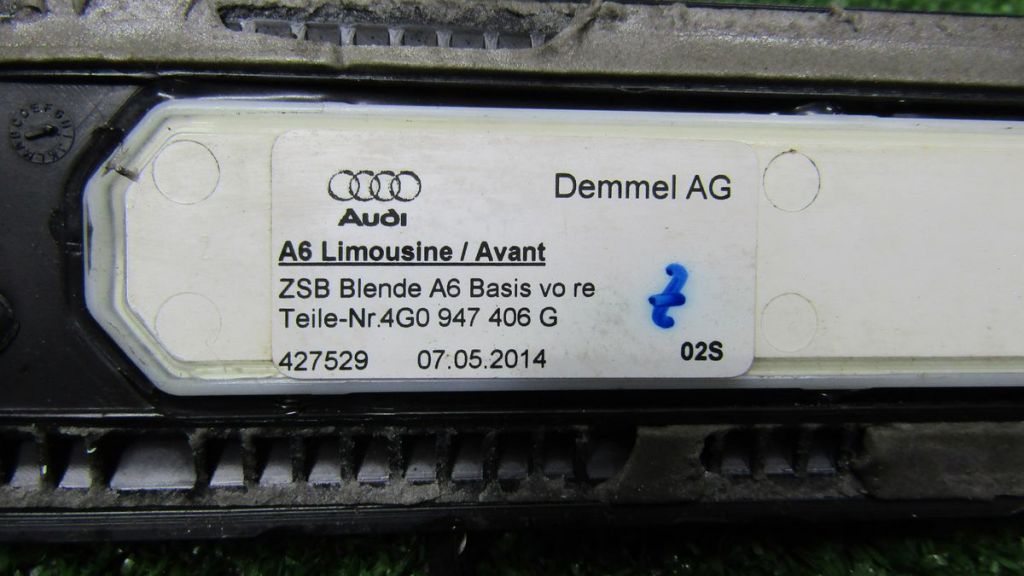 Audi
Demmel AG
A6 Limousine / Avant
ZSB Blende A6 Basis vo re
Teile-Nr.4G0 947 406 G
427529 07.05.2014
02S